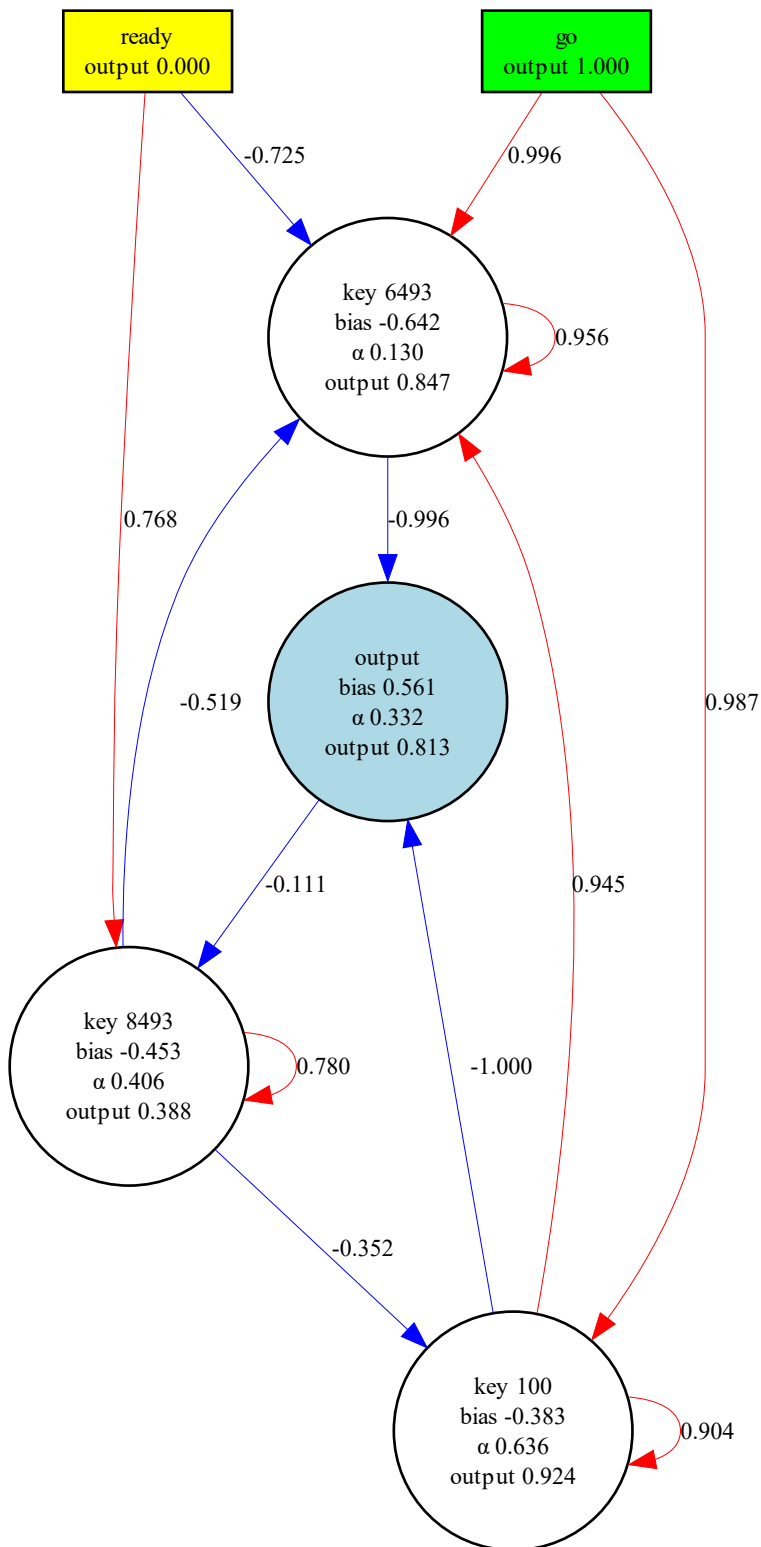 ready
output 0.000
go
output 1.000
-0.725
0.996
key 6493
bias -0.642
α 0.130
output 0.847
0.956
0.768
-0.996
-0.519
output
bias 0.561
α 0.332
output 0.813
0.987
-0.111
0.945
key 8493
bias -0.453
α 0.406
output 0.388
0.780
-1.000
-0.352
key 100
bias -0.383
α 0.636
output 0.924
0.904